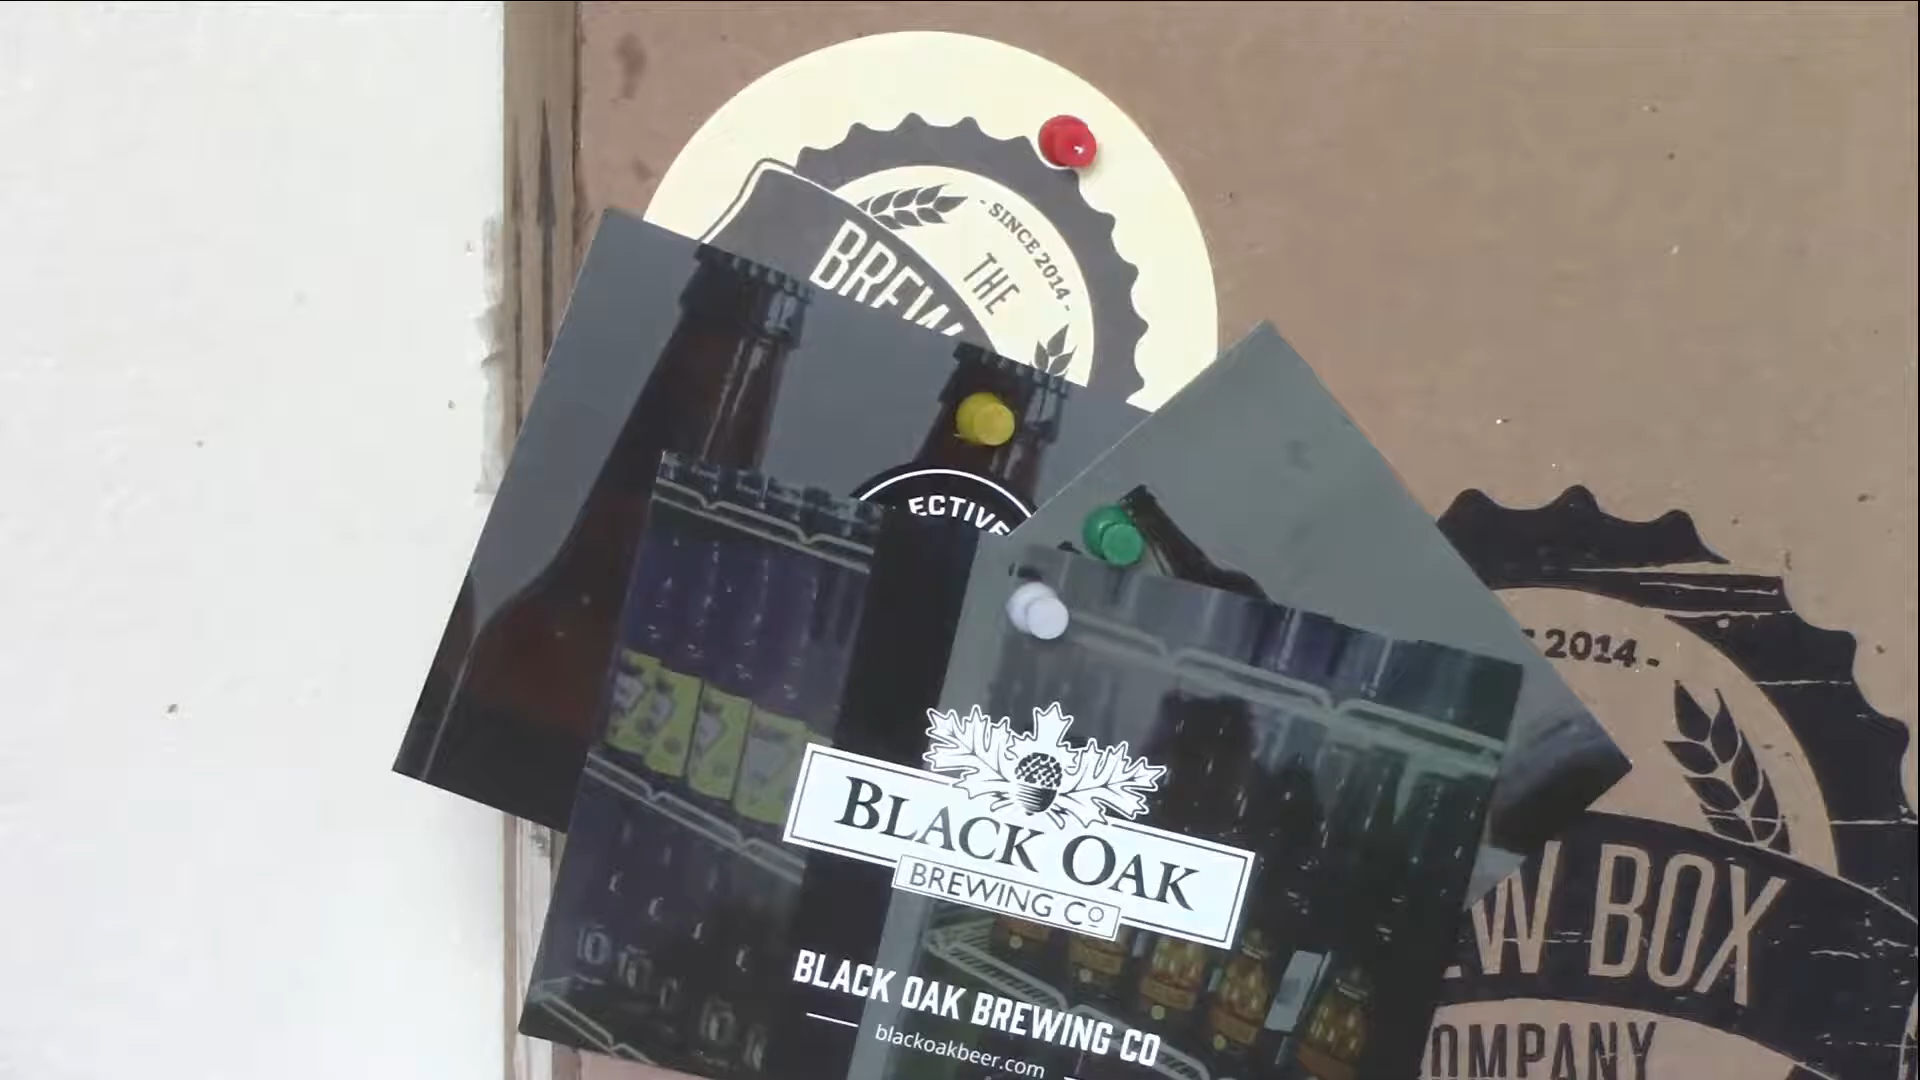 - SINCE 2014 -
THE
BREW
ECTIVE
2014 -
W BOX
OMPANY
BLACK OAK
BREWING Cº
BLACK OAK BREWING CO
blackoakbeer.com